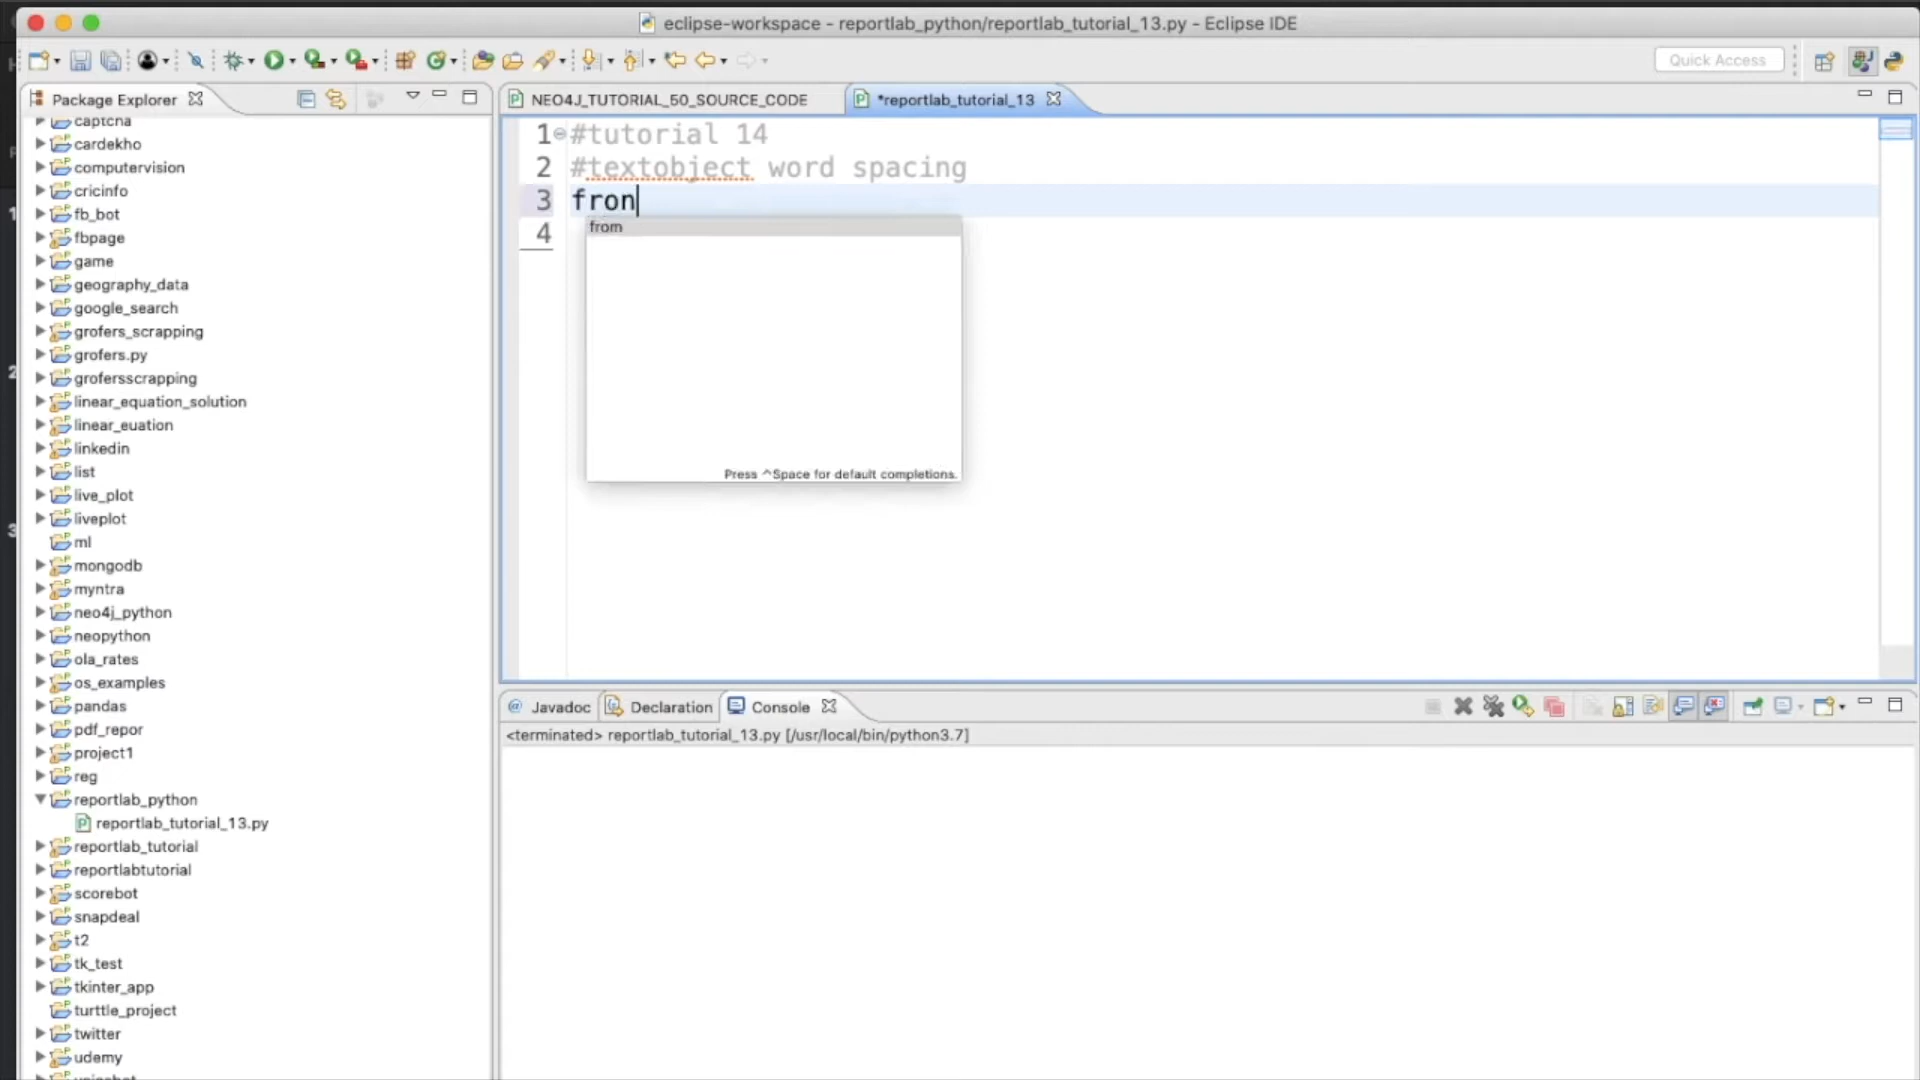 eclipse-workspace - reportlab_python/reportlab_tutorial_13.py - Eclipse IDE
Quick Access
Package Explorer
NEO4J_TUTORIAL_50_SOURCE_CODE
*reportlab_tutorial_13
captcha
cardekho
computervision
cricinfo
fb_bot
fbpage
game
geography_data
google_search
grofers_scrapping
grofers.py
grofersscrapping
linear_equation_solution
linear_euation
linkedin
list
live_plot
liveplot
ml
mongodb
myntra
neo4j_python
neopython
ola_rates
os_examples
pandas
pdf_repor
project1
reg
reportlab_python
reportlab_tutorial_13.py
reportlab_tutorial
reportlabtutorial
scorebot
snapdeal
t2
tk_test
tkinter_app
turttle_project
twitter
udemy
1 #tutorial 14
2 #textobject word spacing
3 fron
4
from
Press ^Space for default completions.
Javadoc
Declaration
Console
<terminated> reportlab_tutorial_13.py [/usr/local/bin/python3.7]